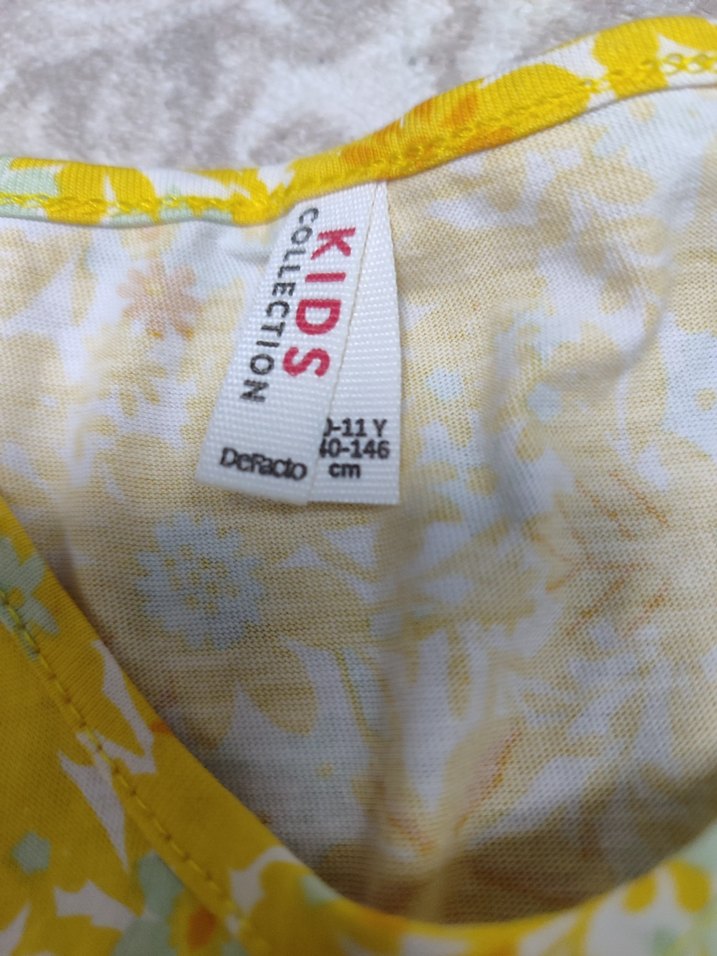 KIDS
COLLECTION
DeFacto
0-11 Y
40-146
cm